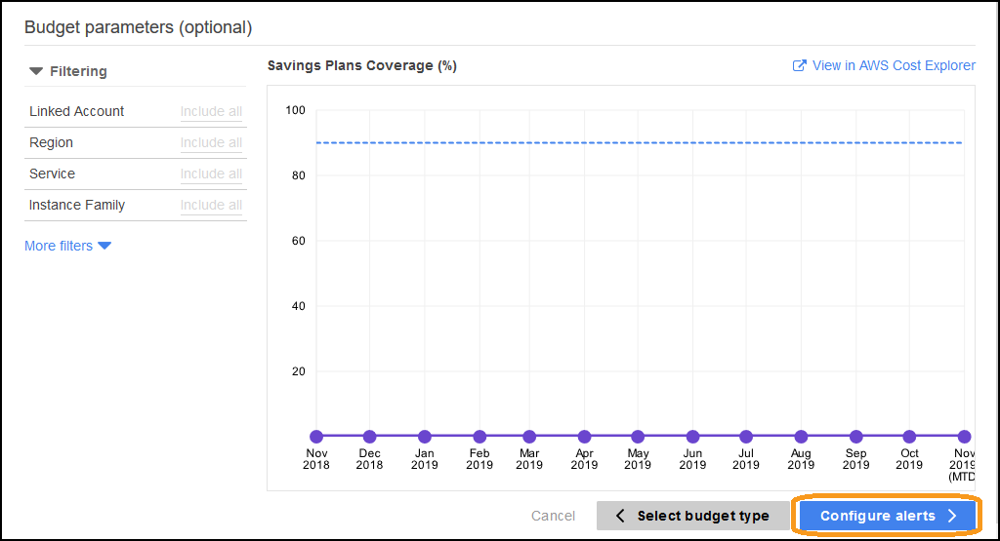 Budget parameters (optional)
Filtering
Linked Account Include all
Region Include all
Service Include all
Instance Family Include all
More filters
Savings Plans Coverage (%)
View in AWS Cost Explorer
100
80
60
40
20
Nov Dec Jan Feb Mar Apr May Jun Jul Aug Sep Oct Nov
2018 2018 2019 2019 2019 2019 2019 2019 2019 2019 2019 2019 2019
(MTD
Cancel Select budget type Configure alerts